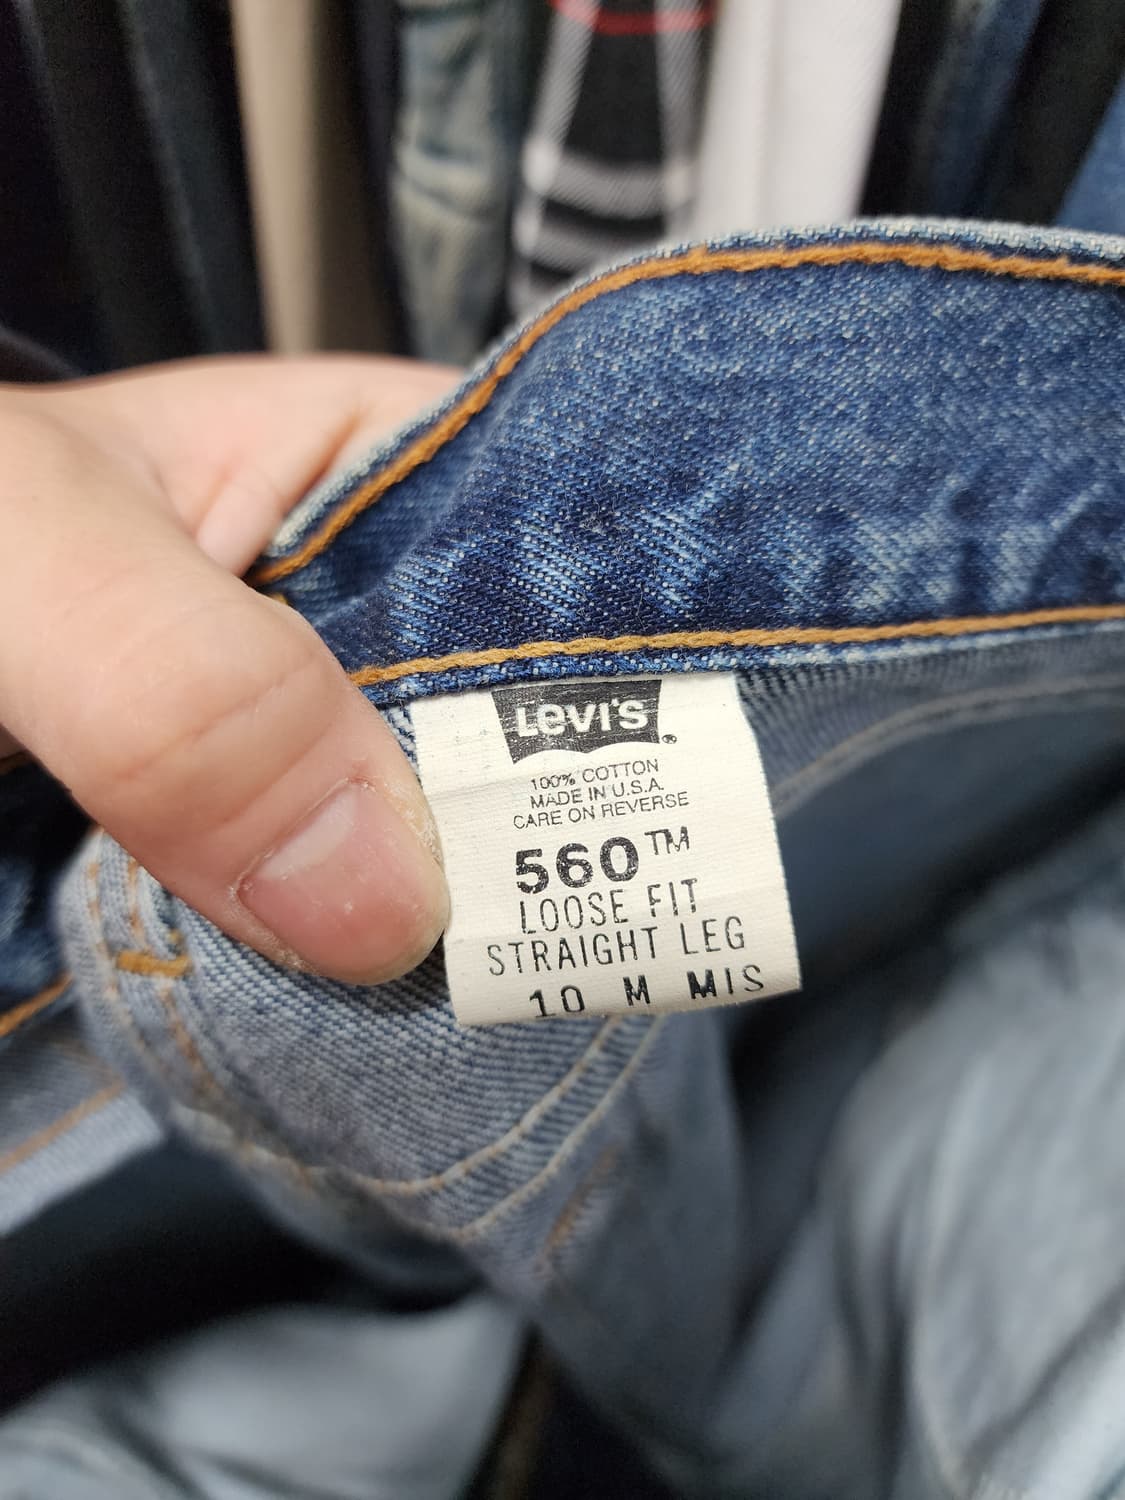 Levi's ®
100% COTTON
MADE IN U.S.A.
CARE ON REVERSE
560™
LOOSE FIT
STRAIGHT LEG
10 M MIS